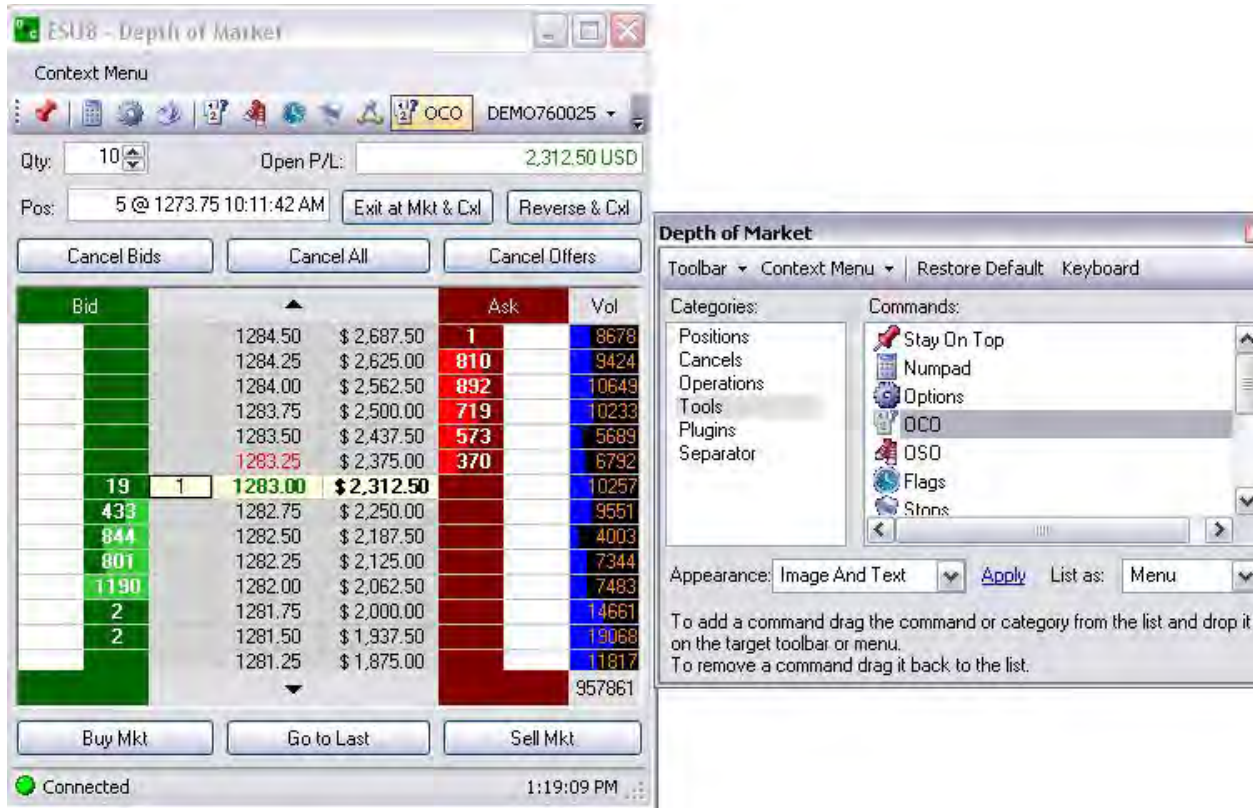 ESU8 - Depth of Market
Context Menu
OCO DEMO760025
Qty: 10 Open P/L: 2,312.50 USD
Pos: 5 @ 1273.75 10:11:42 AM Exit at Mkt & Cxl Reverse & Cxl
Cancel Bids Cancel All Cancel Offers
Bid Ask Vol
1284.50 $ 2,687.50 1 8678
1284.25 $ 2,625.00 810 9424
1284.00 $ 2,562.50 892 10649
1283.75 $ 2,500.00 719 10233
1283.50 $ 2,437.50 573 5689
1283.25 $ 2,375.00 370 6792
19 1 1283.00 $ 2,312.50 10257
433 1282.75 $ 2,250.00 9551
844 1282.50 $ 2,187.50 4003
801 1282.25 $ 2,125.00 7344
1190 1282.00 $ 2,062.50 7483
2 1281.75 $ 2,000.00 14661
2 1281.50 $ 1,937.50 19068
1281.25 $ 1,875.00 11817
957861
Buy Mkt Go to Last Sell Mkt
Connected 1:19:09 PM
Depth of Market
Toolbar Context Menu Restore Default Keyboard
Categories: Commands:
Positions
Cancels
Operations
Tools
Plugins
Separator
Stay On Top
Numpad
Options
OCO
OSO
Flags
Stops
Appearance: Image And Text Apply List as: Menu
To add a command drag the command or category from the list and drop it
on the target toolbar or menu.
To remove a command drag it back to the list.